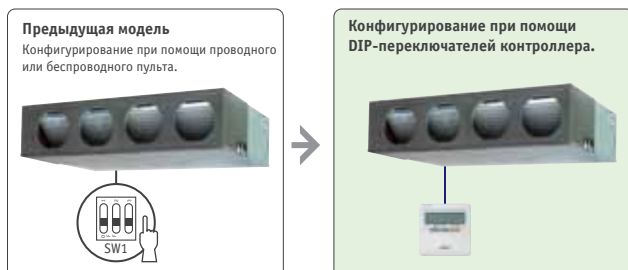 Предыдущая модель
Конфигурирование при помощи проводного
или беспроводного пульта.
SW1
Конфигурирование при помощи
DIP-переключателей контроллера.